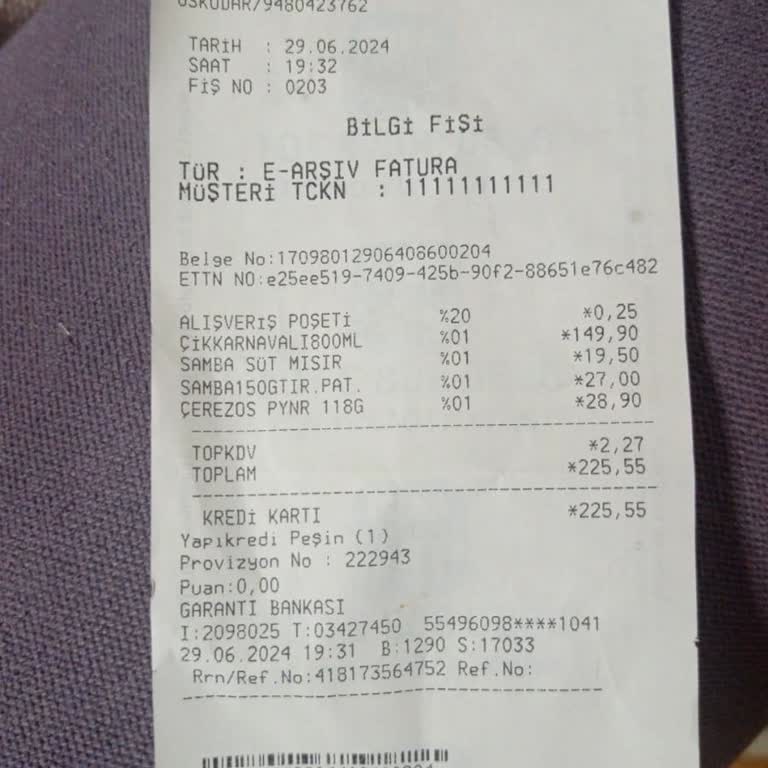 ÜSKÜDAR/9480423762
TARİH : 29.06.2024
SAAT : 19:32
FİŞ NO : 0203
BİLGİ FİŞİ
TÜR : E-ARŞIV FATURA
MÜŞTERİ TCKN : 11111111111
Belge No:17098012906408600204
ETTN NO:e25ee519-7409-425b-90f2-88651e76c482
ALIŞVERİŞ POŞETİ %20 *0,25
ÇİKKARNAVALI800ML %01 *149,90
SAMBA SÜT MISIR %01 *19,50
SAMBA150GTIR.PAT. %01 *27,00
ÇEREZOS PYNR 118G %01 *28,90
TOPKDV *2,27
TOPLAM *225,55
KREDİ KARTI *225,55
Yapıkredi Peşin (1)
Provizyon No : 222943
Puan:0,00
GARANTI BANKASI
I:2098025 T:03427450 55496098****1041
29.06.2024 19:31 B:1290 S:17033
Rrn/Ref.No:418173564752 Ref.No: